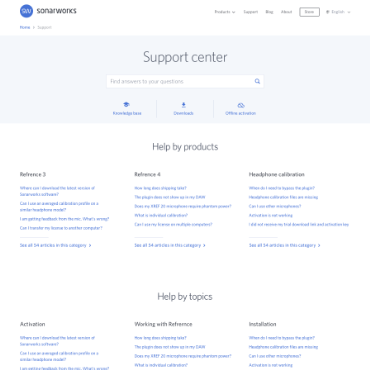 SW sonarworks
Products Support Blog About Store English
Home > Support
Support center
Find answers to your questions
Knowledge base Downloads Offline activation
Help by products
Refrence 3 Refrence 4 Headphone calibration
Where can I download the latest version of How long does shipping take? When do I need to bypass the plugin?
Sonarworks software? The plugin does not show up in my DAW Headphone calibration files are missing
Can I use an averaged calibration profile on a Does my XREF 20 microphone require phantom power? Can I use other microphones?
similar headphone model? What is individual calibration? Activation is not working
I am getting feedback from the mic. What's wrong? Can I use my license on multiple computers? I did not receive my trial download link and activation key
Can I transfer my license to another computer?
See all 54 articles in this category > See all 54 articles in this category > See all 54 articles in this category >
Help by topics
Activation Working with Refrence Installation
Where can I download the latest version of How long does shipping take? When do I need to bypass the plugin?
Sonarworks software? The plugin does not show up in my DAW Headphone calibration files are missing
Can I use an averaged calibration profile on a Does my XREF 20 microphone require phantom power? Can I use other microphones?
similar headphone model? What is individual calibration? Activation is not working
I am getting feedback from the mic. What's wrong?